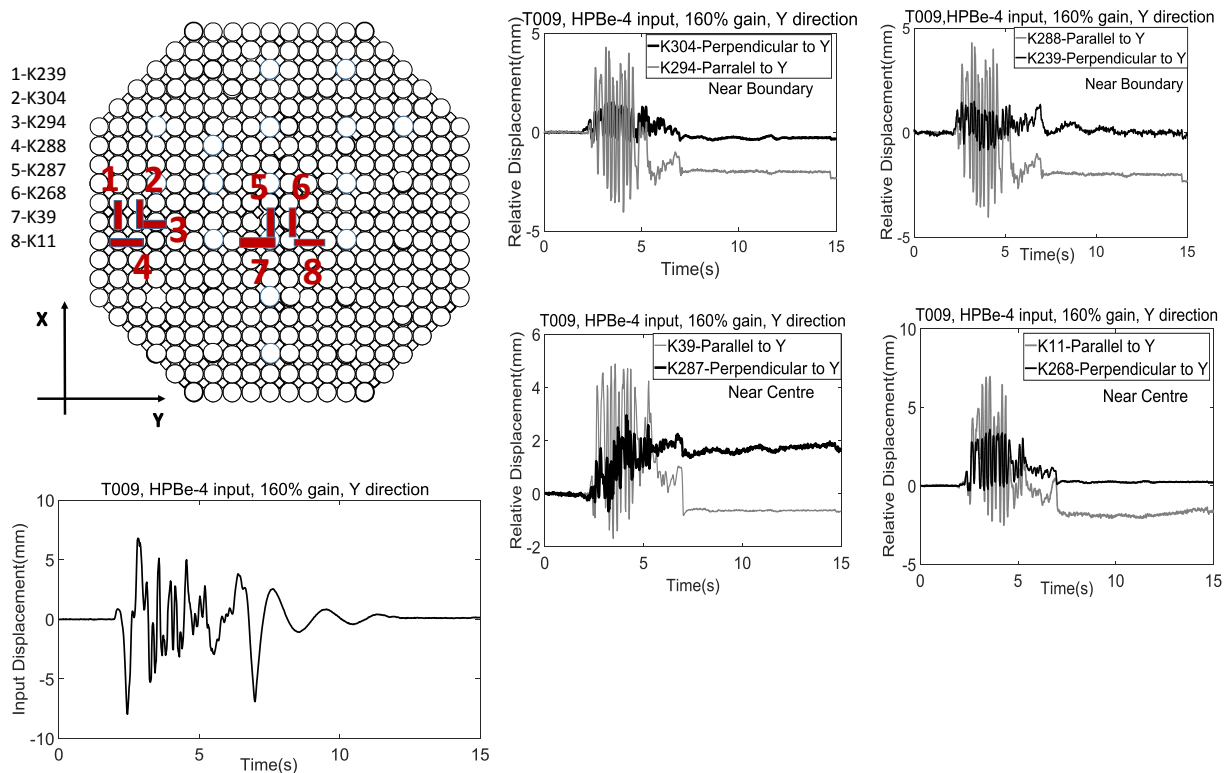 1-K239
2-K304
3-K294
4-K288
5-K287
6-K268
7-K39
8-K11
1 2
5 6
3
4
7 8
X
Y
T009, HPBe-4 input, 160% gain, Y direction
Relative Displacement(mm)
5
0
-5
K304-Perpendicular to Y
K294-Parralel to Y
Near Boundary
0 5 10 15
Time(s)
T009,HPBe-4 input, 160% gain, Y direction
Relative Displacement(mm)
5
0
-5
K288-Parallel to Y
K239-Perpendicular to Y
Near Boundary
0 5 10 15
Time(s)
T009, HPBe-4 input, 160% gain, Y direction
Relative Displacement(mm)
6
4
2
0
-2
K39-Parallel to Y
K287-Perpendicular to Y
Near Centre
0 5 10 15
Time(s)
T009, HPBe-4 input, 160% gain, Y direction
Relative Displacement(mm)
10
5
0
-5
K11-Parallel to Y
K268-Perpendicular to Y
Near Centre
0 5 10 15
Time(s)
T009, HPBe-4 input, 160% gain, Y direction
Input Displacement(mm)
10
5
0
-5
-10
0 5 10 15
Time(s)